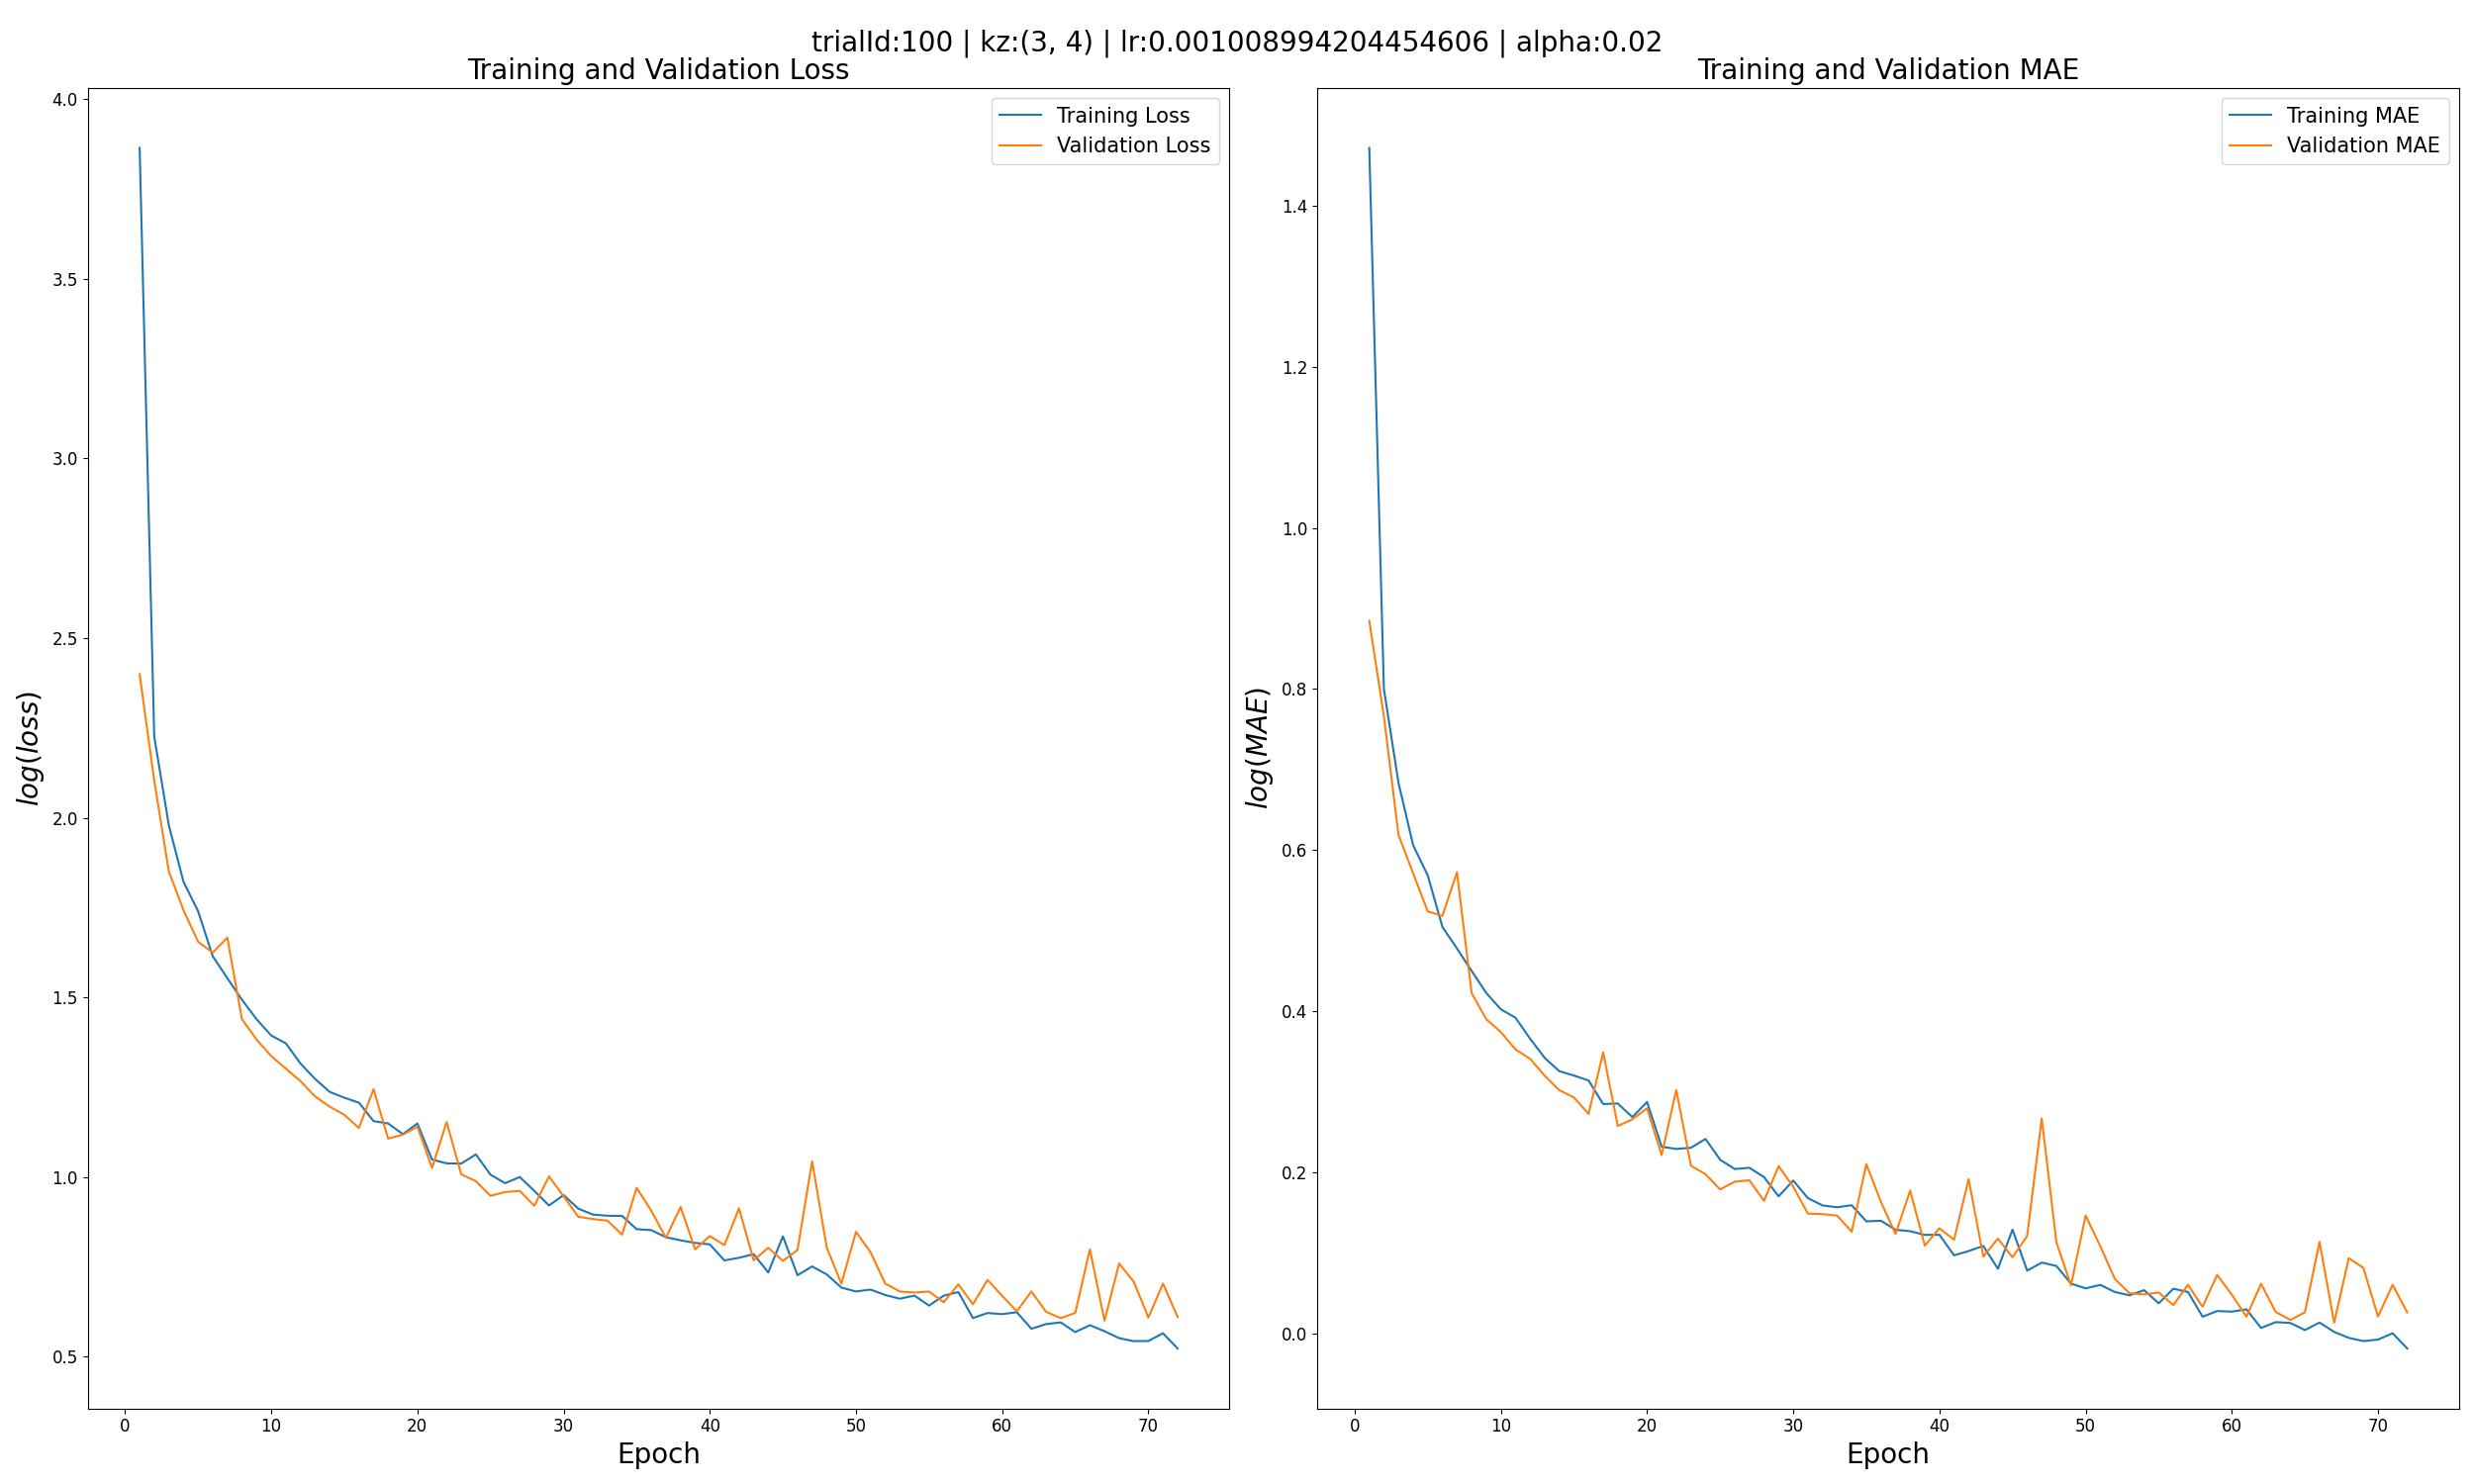 trialId:100 | kz:(3, 4) | lr:0.001008994204454606 | alpha:0.02
Training and Validation Loss
4.0
3.5
3.0
2.5
2.0
1.5
1.0
0.5
log(loss)
Training Loss
Validation Loss
0 10 20 30 40 50 60 70
Epoch
Training and Validation MAE
1.4
1.2
1.0
0.8
0.6
0.4
0.2
0.0
log(MAE)
Training MAE
Validation MAE
0 10 20 30 40 50 60 70
Epoch